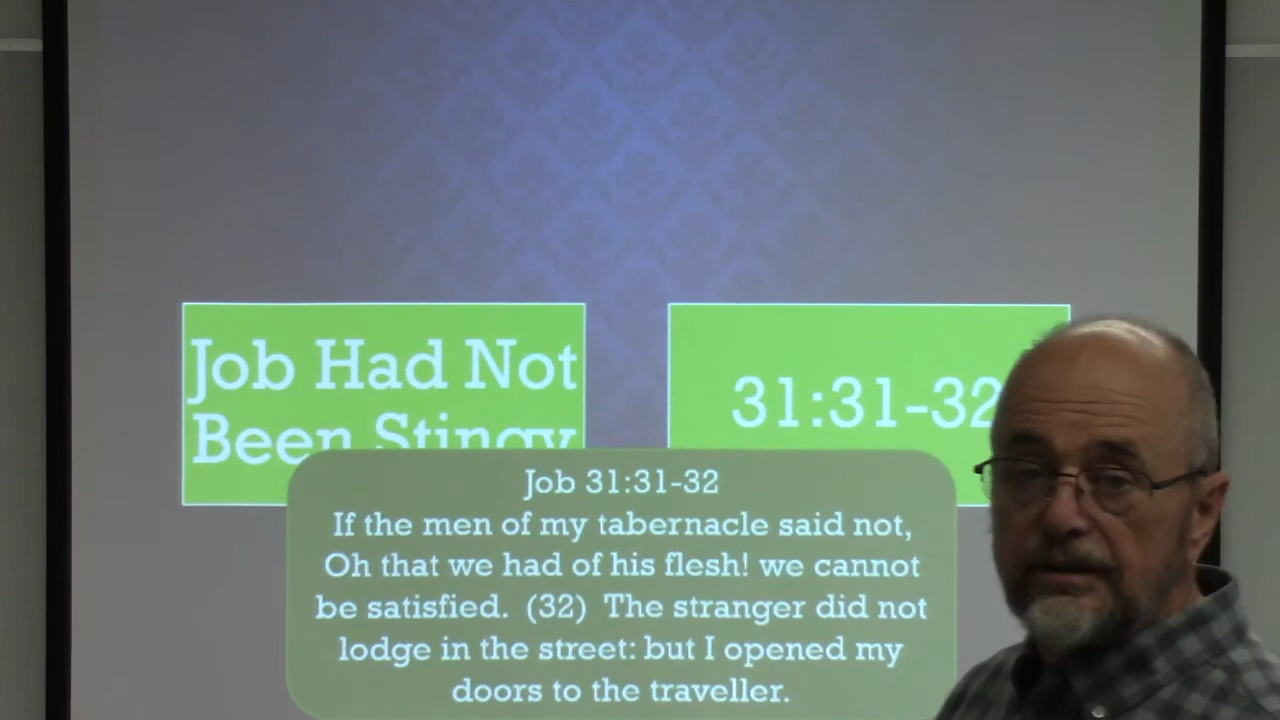 Job Had Not
Been Stingy
31:31-32
Job 31:31-32
If the men of my tabernacle said not,
Oh that we had of his flesh! we cannot
be satisfied. (32) The stranger did not
lodge in the street: but I opened my
doors to the traveller.